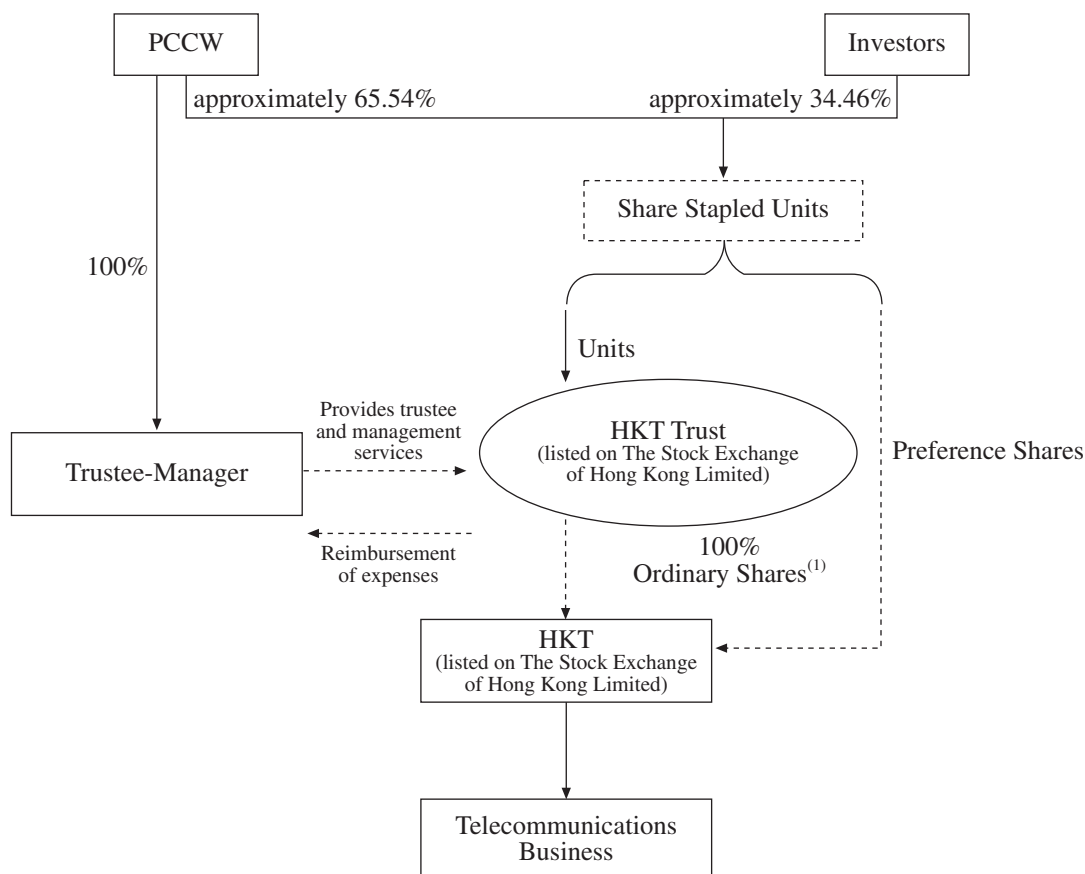 PCCW
Investors
approximately 65.54%
approximately 34.46%
Share Stapled Units
100%
Units
Provides trustee
and management
services
HKT Trust
(listed on The Stock Exchange
of Hong Kong Limited)
Preference Shares
Trustee-Manager
Reimbursement
of expenses
100%
Ordinary Shares(1)
HKT
(listed on The Stock Exchange
of Hong Kong Limited)
Telecommunications
Business